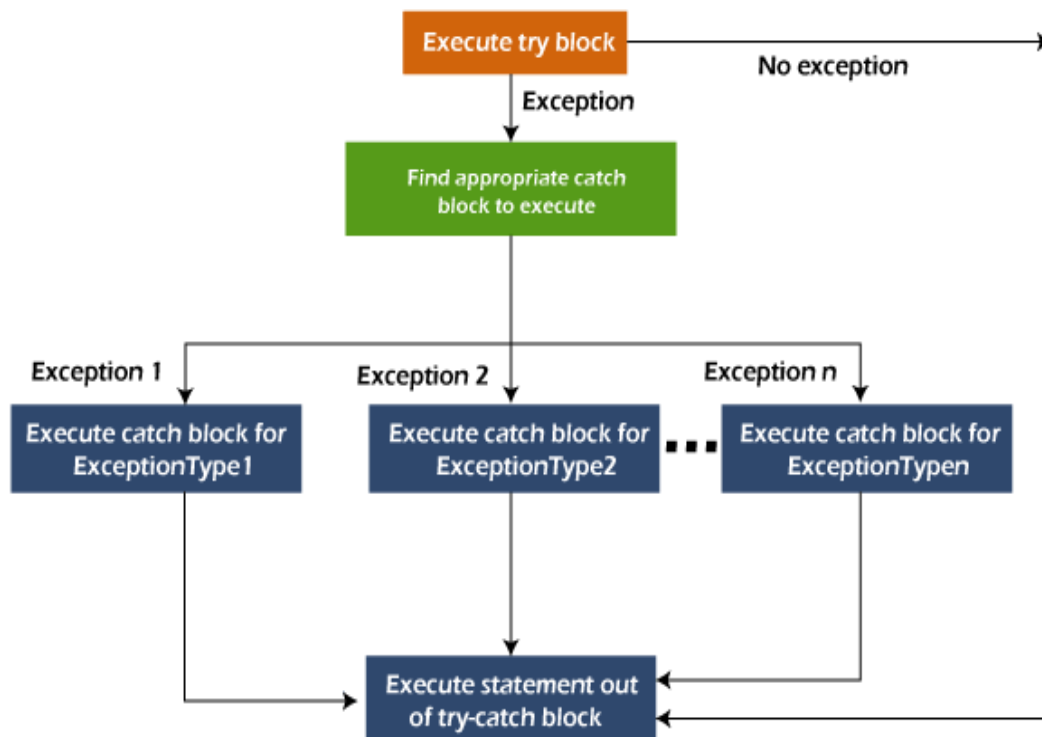 Execute try block
No exception
Exception
Find appropriate catch
block to execute
Exception 1
Exception 2
Exception n
Execute catch block for
ExceptionType1
Execute catch block for
ExceptionType2
Execute catch block for
ExceptionTypen
Execute statement out
of try-catch block